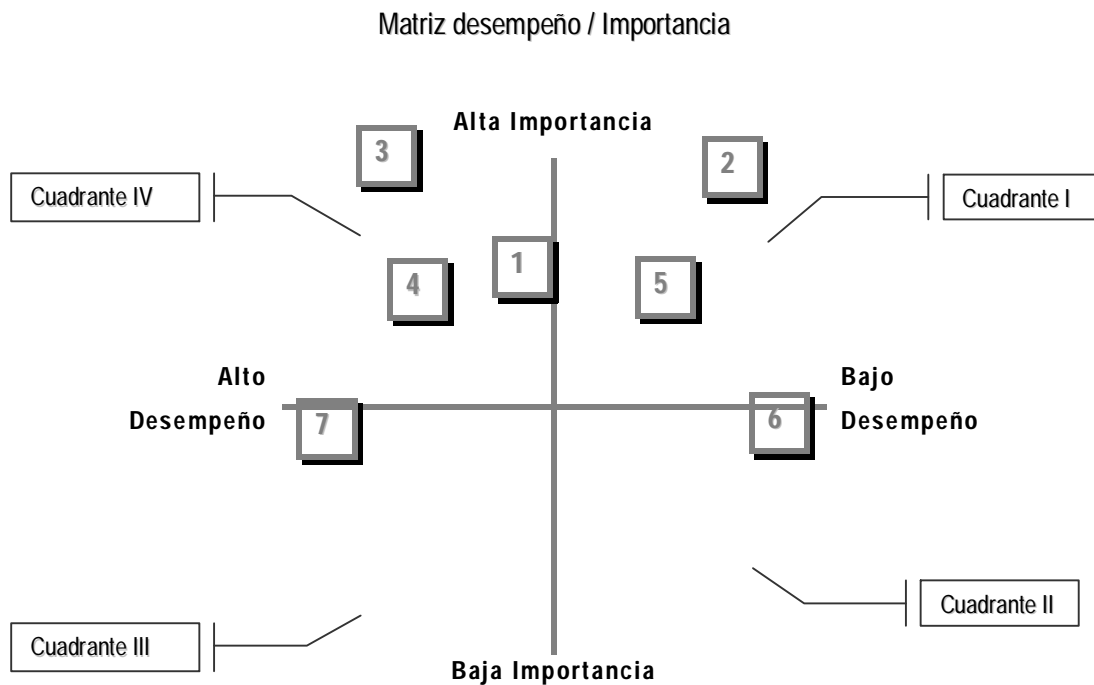 Matriz desempeño / Importancia
Alta Importancia
3
2
Cuadrante IV
Cuadrante I
1
4
5
Alto
Desempeño
Bajo
Desempeño
7
6
Cuadrante II
Cuadrante III
Baja Importancia